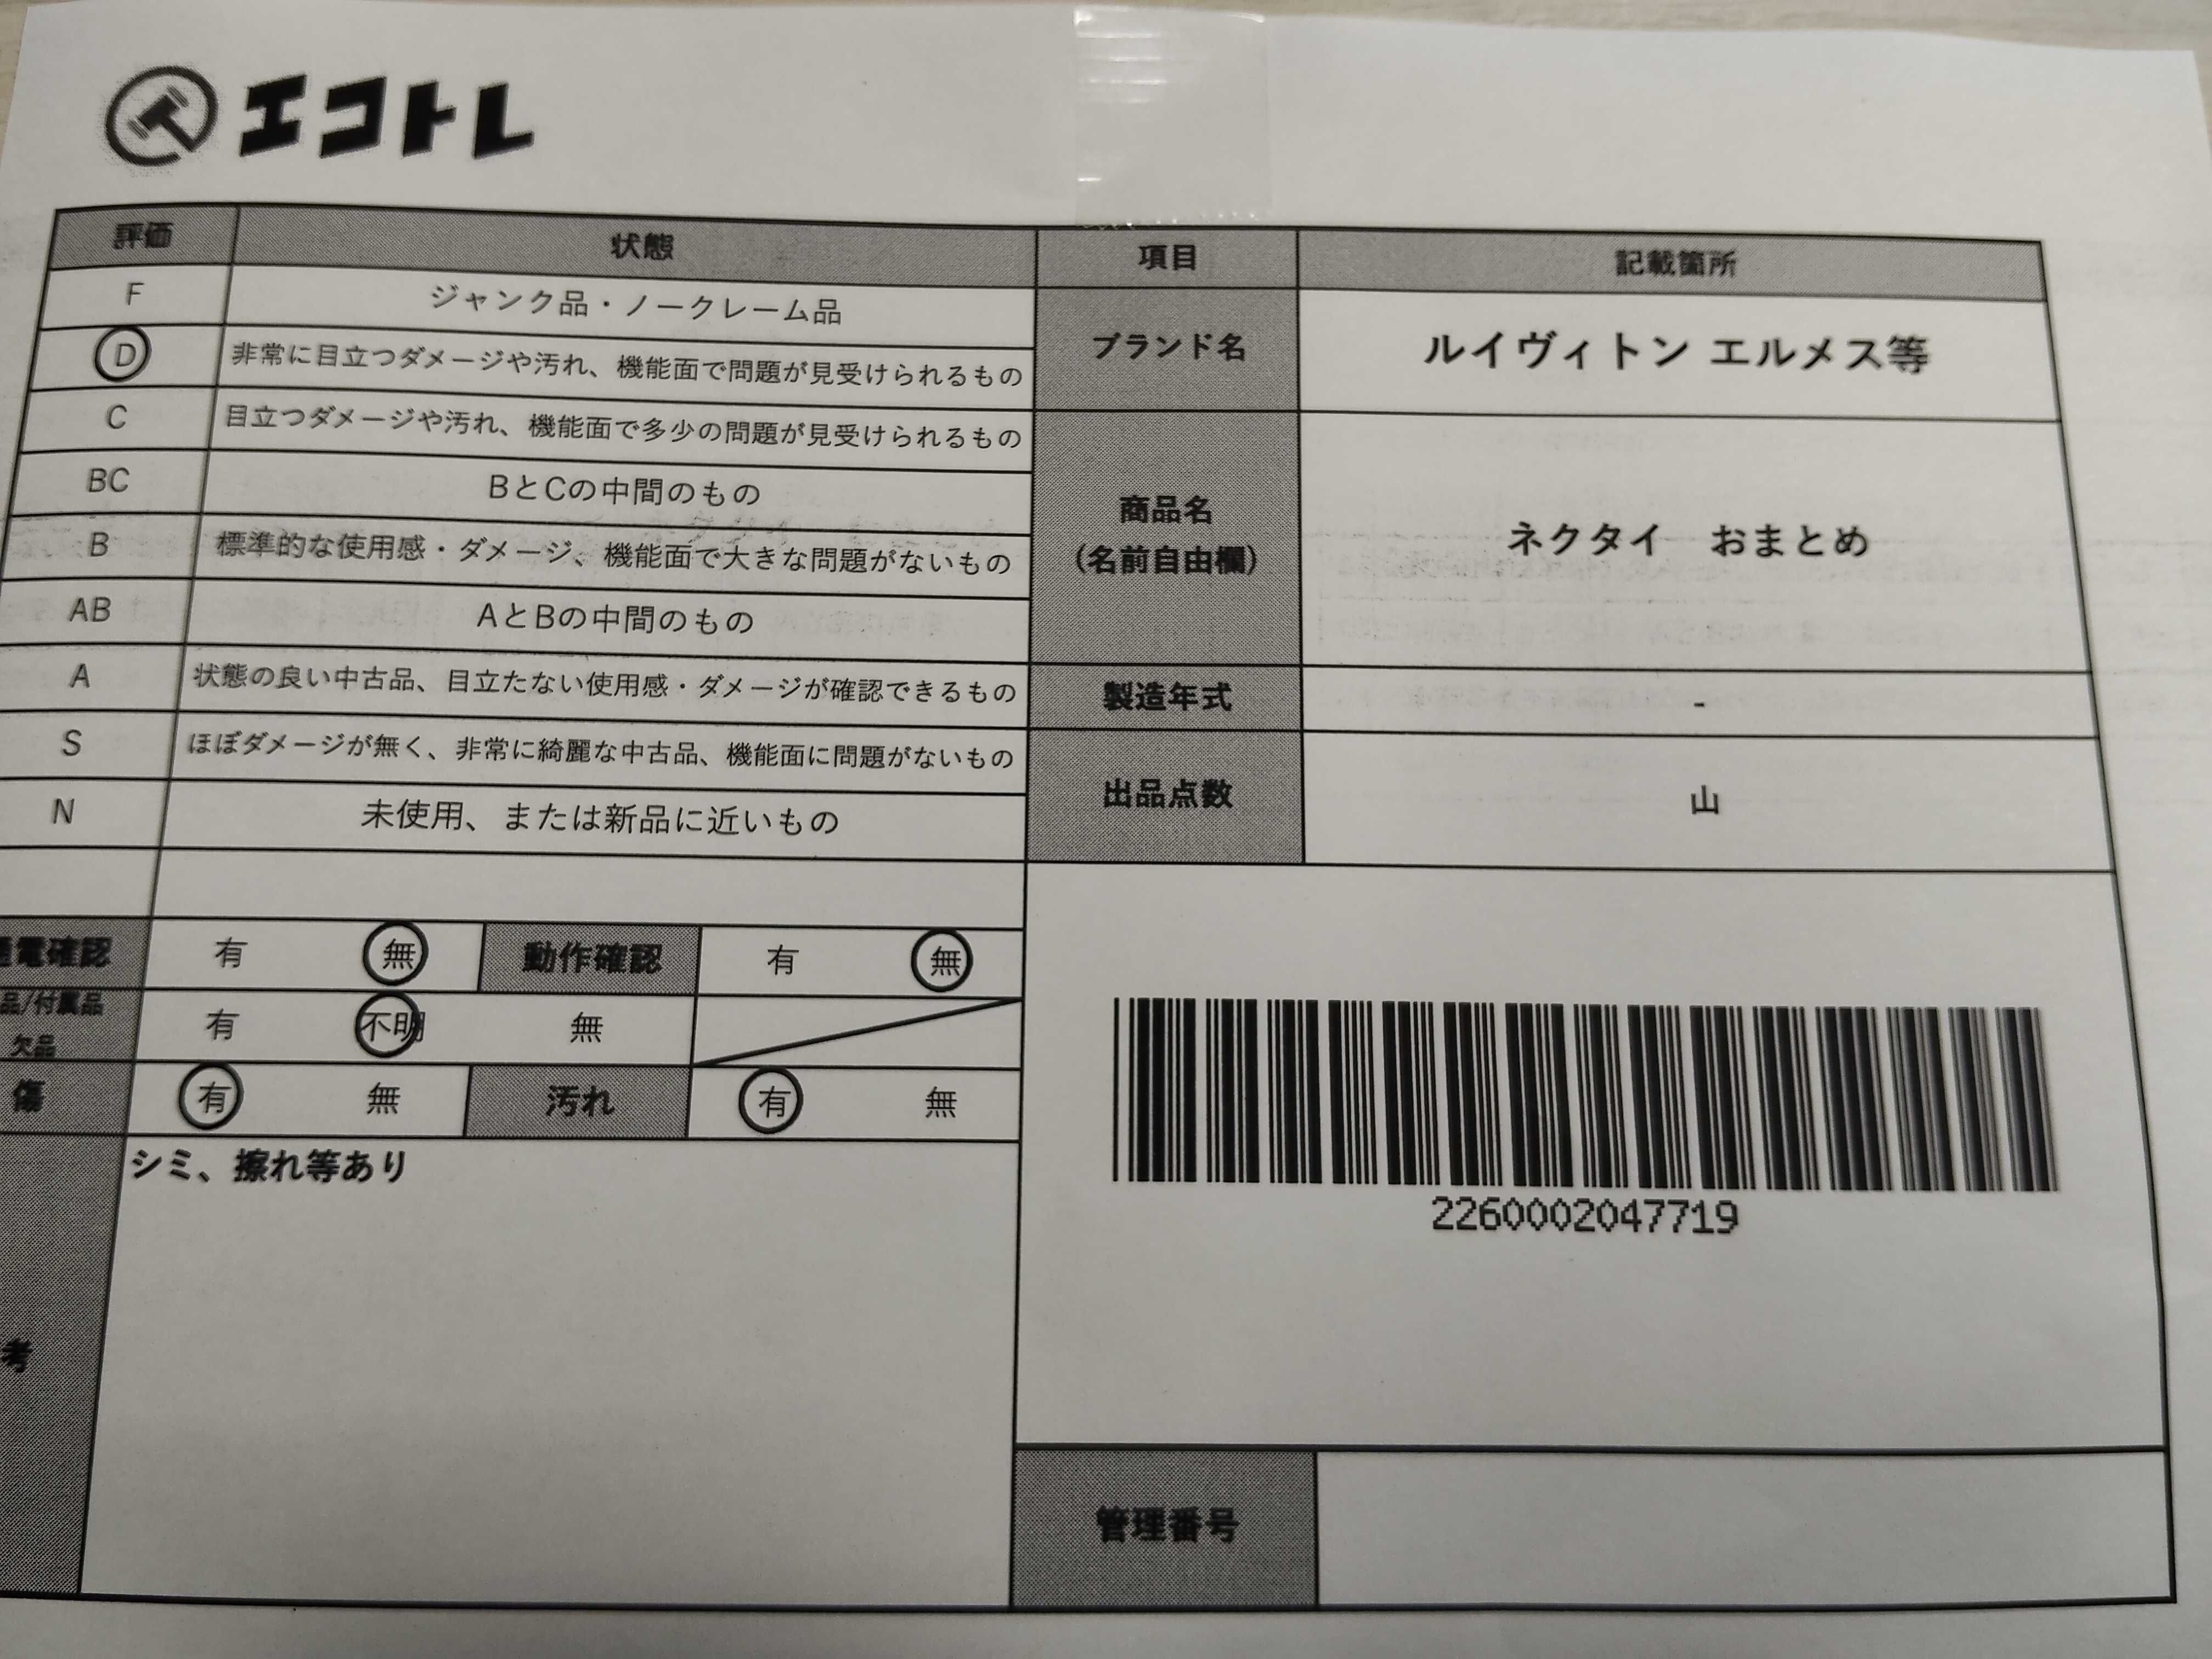 エコトレ
評価 状態
F ジャンク品・ノークレーム品
D 非常に目立つダメージや汚れ、機能面で問題が見受けられるもの
C 目立つダメージや汚れ、機能面で多少の問題が見受けられるもの
BC BとCの中間のもの
B 標準的な使用感・ダメージ、機能面で大きな問題がないもの
AB AとBの中間のもの
A 状態の良い中古品、目立たない使用感・ダメージが確認できるもの
S ほぼダメージが無く、非常に綺麗な中古品、機能面に問題がないもの
N 未使用、または新品に近いもの
電確認 有 無 動作確認 有 無
品/付属品
欠品 有 不明 無
傷 有 無 汚れ 有 無
考
シミ、擦れ等あり
項目 記載箇所
ブランド名 ルイヴィトン エルメス等
商品名
(名前自由欄) ネクタイ おまとめ
製造年式 -
出品点数 山
2260002047719
管理番号